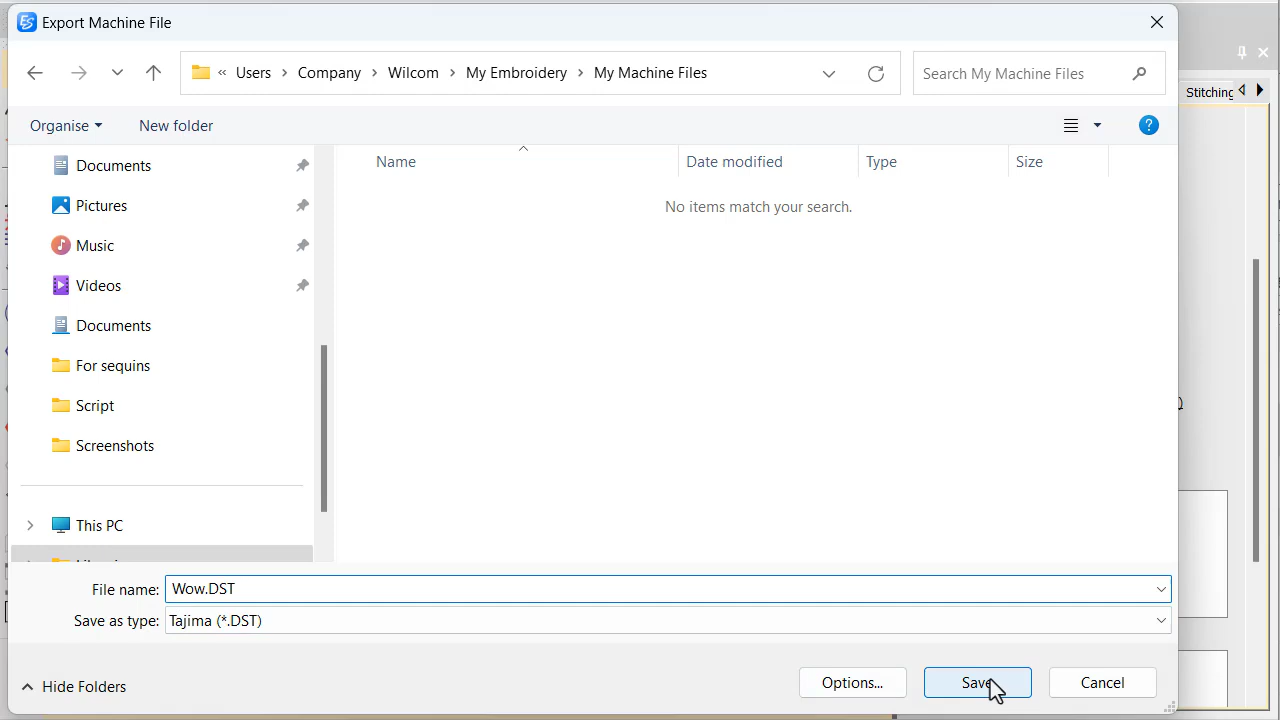 Export Machine File
« Users > Company > Wilcom > My Embroidery > My Machine Files
Search My Machine Files
Organise
New folder
Stitching
Name
Date modified
Type
Size
No items match your search.
Documents
Pictures
Music
Videos
Documents
For sequins
Script
Screenshots
This PC
File name: Wow.DST
Save as type: Tajima (*.DST)
Hide Folders
Options...
Save
Cancel